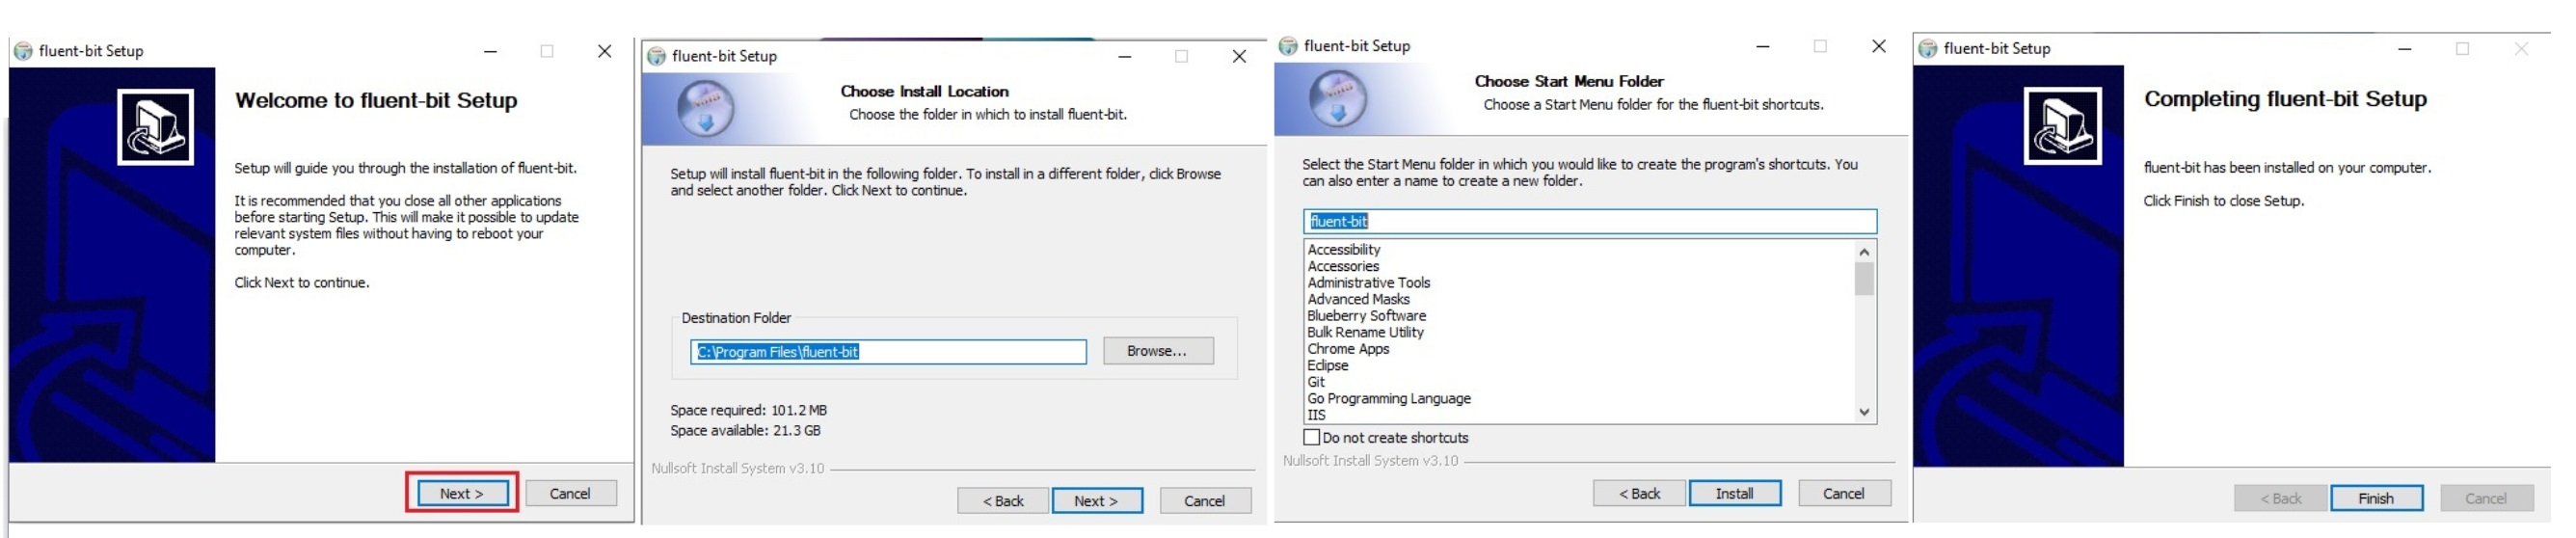 fluent-bit Setup
Welcome to fluent-bit Setup
Setup will guide you through the installation of fluent-bit.
It is recommended that you close all other applications
before starting Setup. This will make it possible to update
relevant system files without having to reboot your
computer.
Click Next to continue.
Next >
Cancel
fluent-bit Setup
Choose Install Location
Choose the folder in which to install fluent-bit.
Setup will install fluent-bit in the following folder. To install in a different folder, click Browse
and select another folder. Click Next to continue.
Destination Folder
C:\Program Files\fluent-bit
Browse...
Space required: 101.2 MB
Space available: 21.3 GB
Nullsoft Install System v3.10
< Back
Next >
Cancel
fluent-bit Setup
Choose Start Menu Folder
Choose a Start Menu folder for the fluent-bit shortcuts.
Select the Start Menu folder in which you would like to create the program's shortcuts. You
can also enter a name to create a new folder.
fluent-bit
Accessibility
Accessories
Administrative Tools
Advanced Masks
Blueberry Software
Bulk Rename Utility
Chrome Apps
Eclipse
Git
Go Programming Language
IIS
Do not create shortcuts
Nullsoft Install System v3.10
< Back
Install
Cancel
fluent-bit Setup
Completing fluent-bit Setup
fluent-bit has been installed on your computer.
Click Finish to close Setup.
< Back
Finish
Cancel